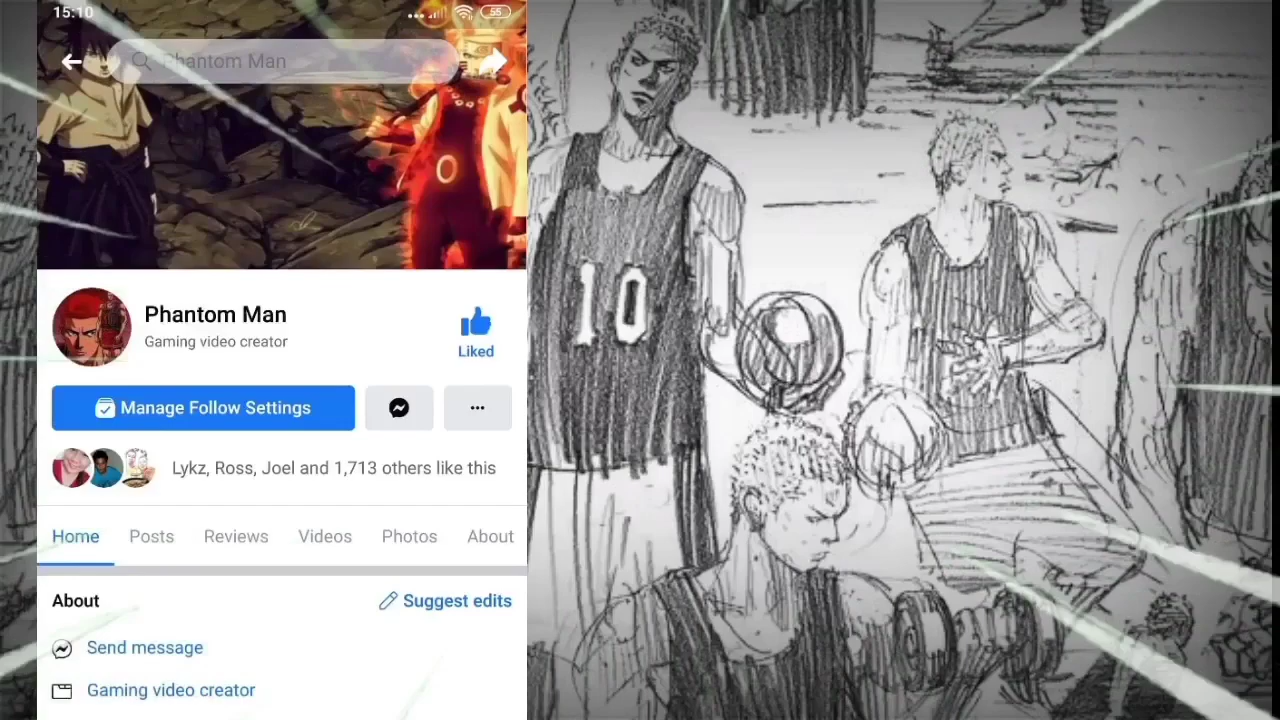 15:10
55
Phantom Man
Phantom Man
Gaming video creator
Liked
Manage Follow Settings
Lykz, Ross, Joel and 1,713 others like this
Home Posts Reviews Videos Photos About
About
Suggest edits
Send message
Gaming video creator
10